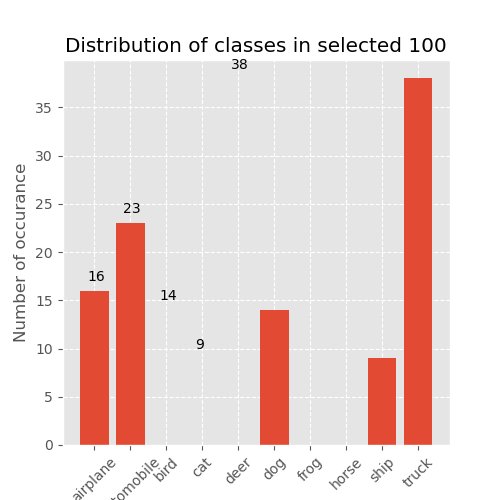 Distribution of classes in selected 100
38
35
30
25
20
15
10
5
0
Number of occurance
16
23
14
9
airplane
tomobile
bird
cat
deer
dog
frog
horse
ship
truck